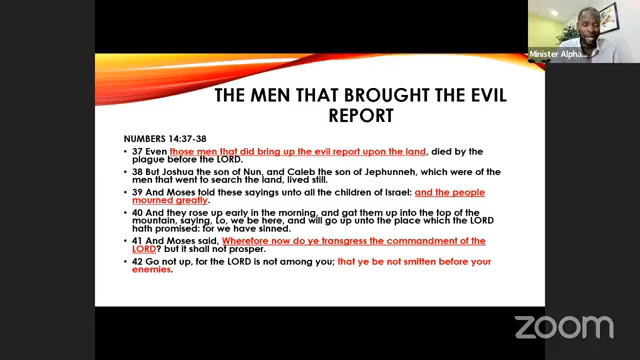 Minister Alpha...
THE MEN THAT BROUGHT THE EVIL
REPORT
NUMBERS 14:37-38
• 37 Even those men that did bring up the evil report upon the land, died by the
plague before the LORD.
• 38 But Joshua the son of Nun, and Caleb the son of Jephunneh, which were of the
men that went to search the land, lived still.
• 39 And Moses told these sayings unto all the children of Israel: and the people
mourned greatly.
• 40 And they rose up early in the morning, and gat them up into the top of the
mountain, saying, Lo, we be here, and will go up unto the place which the LORD
hath promised: for we have sinned.
• 41 And Moses said, Wherefore now do ye transgress the commandment of the
LORD? but it shall not prosper.
• 42 Go not up, for the LORD is not among you; that ye be not smitten before your
enemies.
zoom